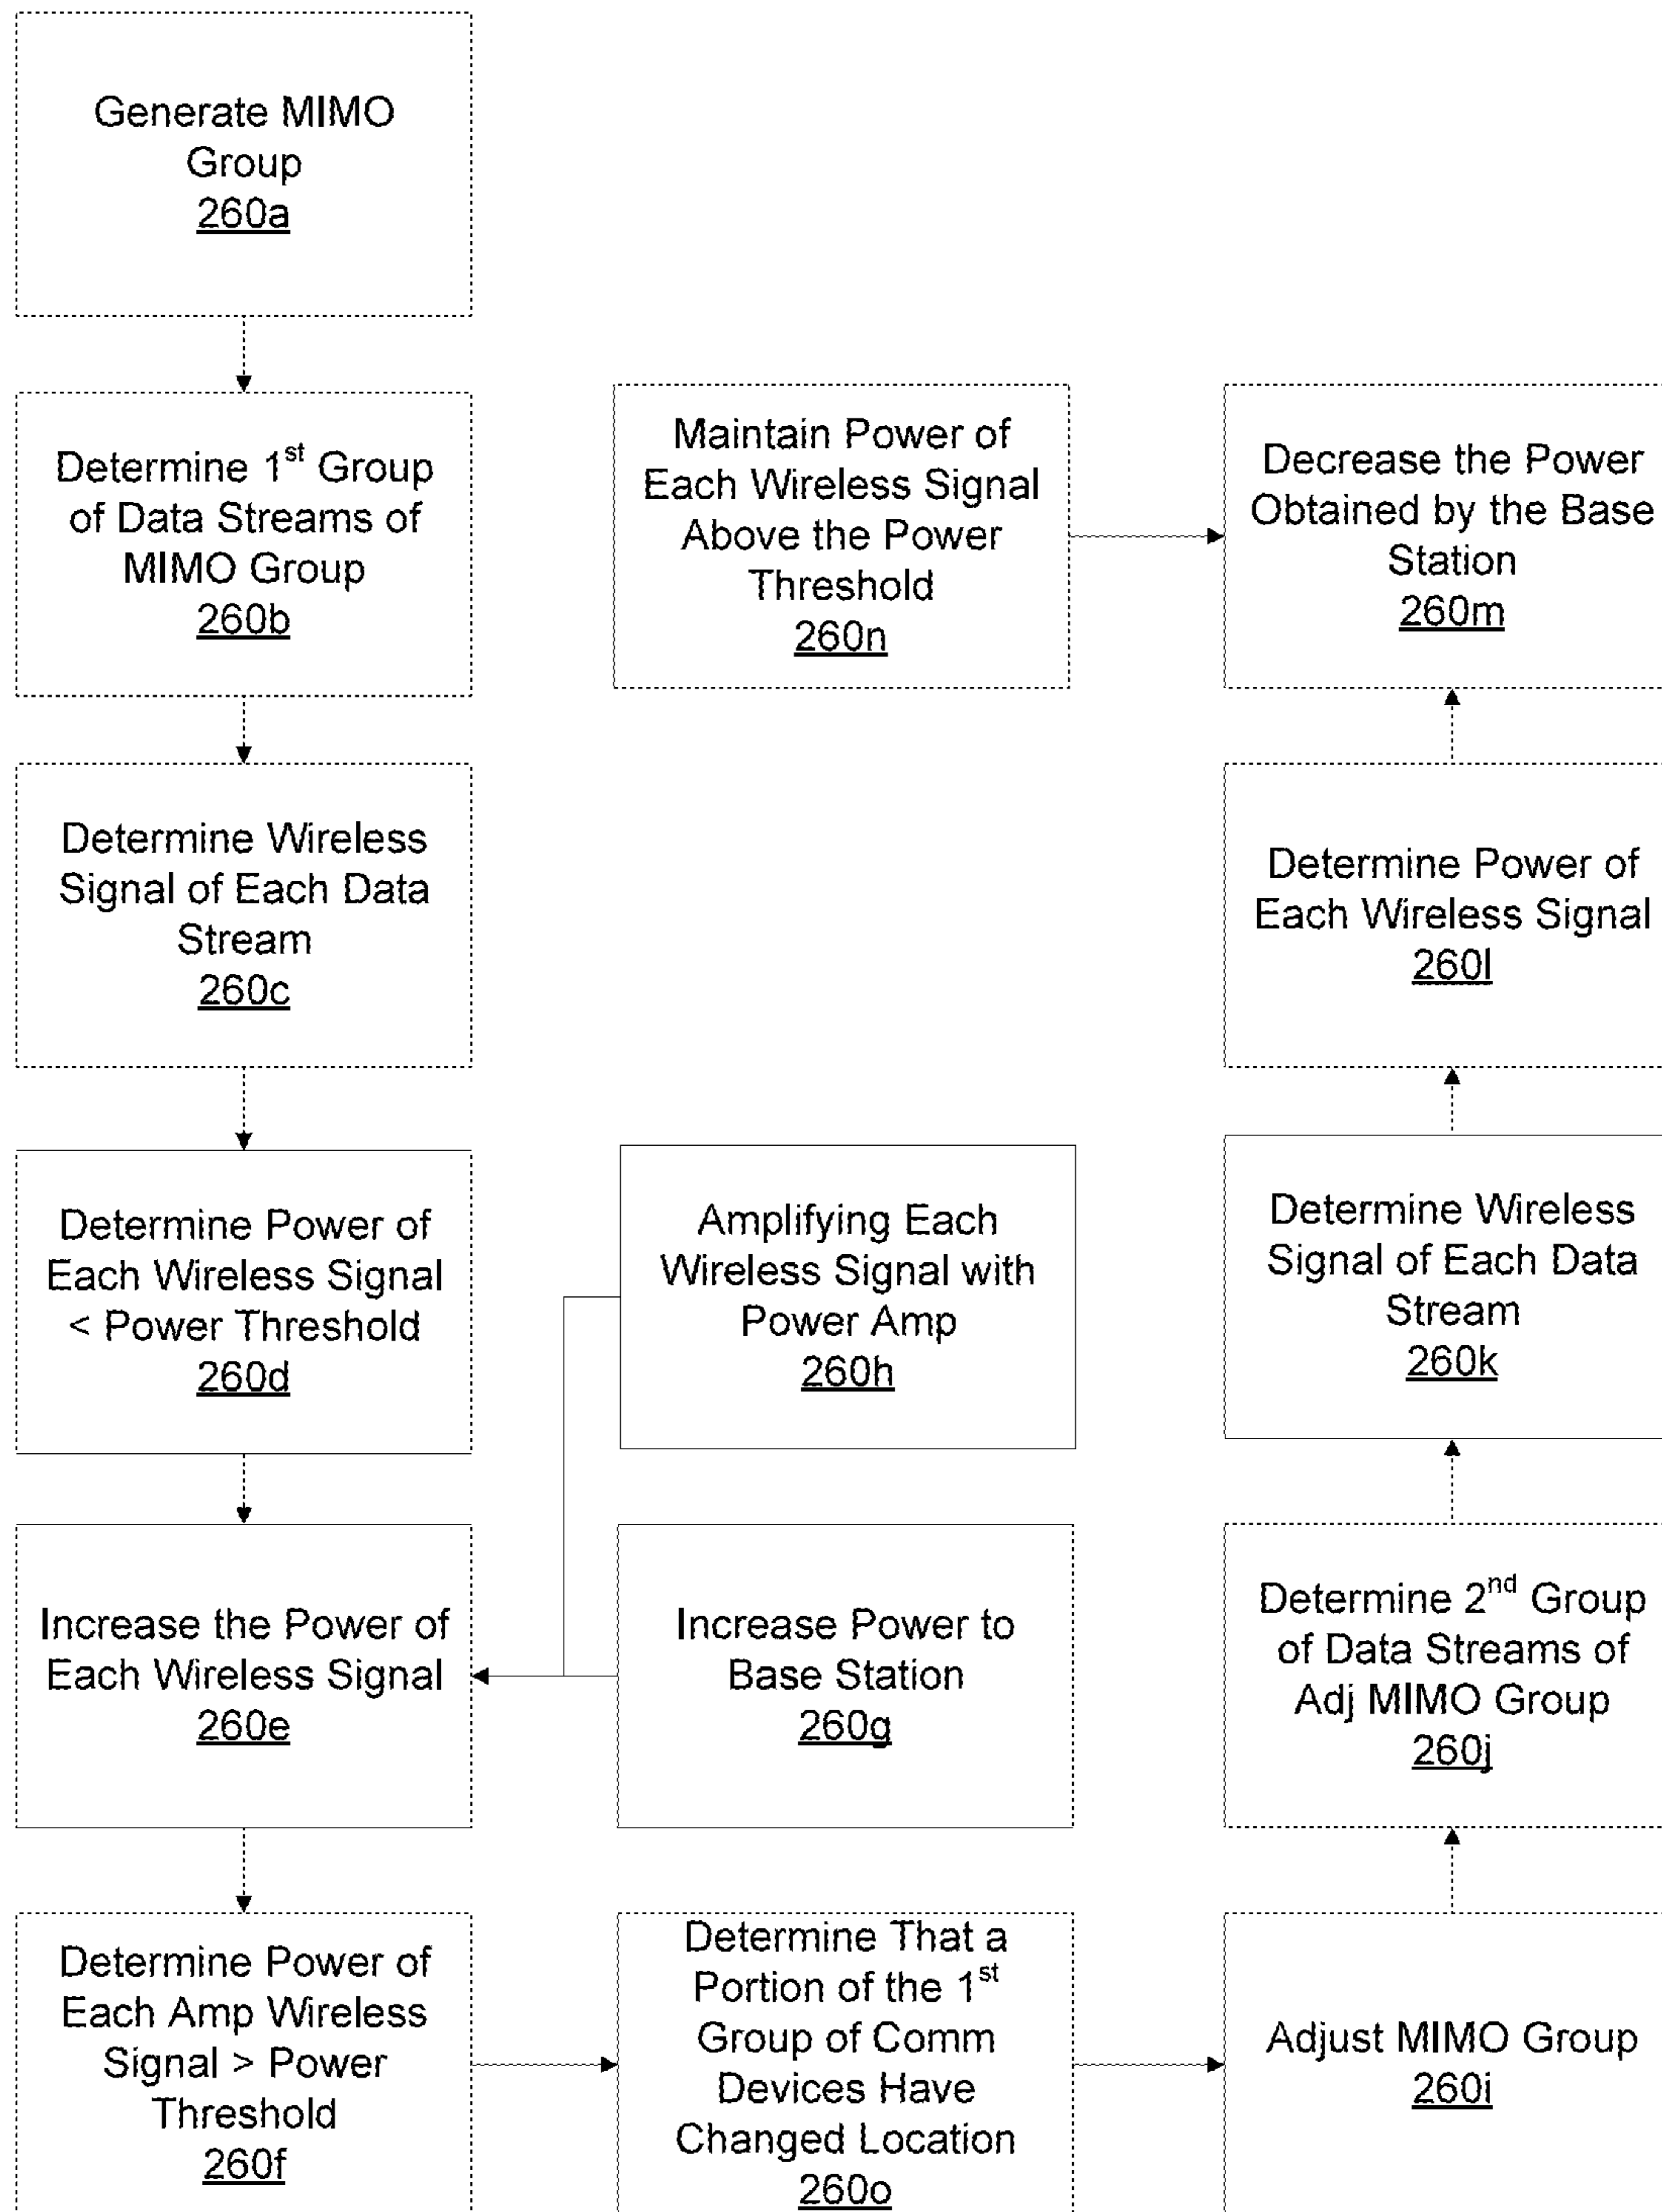 Generate MIMO
Group
260a
Determine 1st Group
of Data Streams of
MIMO Group
260b
Determine Wireless
Signal of Each Data
Stream
260c
Determine Power of
Each Wireless Signal
< Power Threshold
260d
Increase the Power of
Each Wireless Signal
260e
Determine Power of
Each Amp Wireless
Signal > Power
Threshold
260f
Maintain Power of
Each Wireless Signal
Above the Power
Threshold
260n
Amplifying Each
Wireless Signal with
Power Amp
260h
Increase Power to
Base Station
260g
Determine That a
Portion of the 1st
Group of Comm
Devices Have
Changed Location
260o
Decrease the Power
Obtained by the Base
Station
260m
Determine Power of
Each Wireless Signal
260l
Determine Wireless
Signal of Each Data
Stream
260k
Determine 2nd Group
of Data Streams of
Adj MIMO Group
260j
Adjust MIMO Group
260i